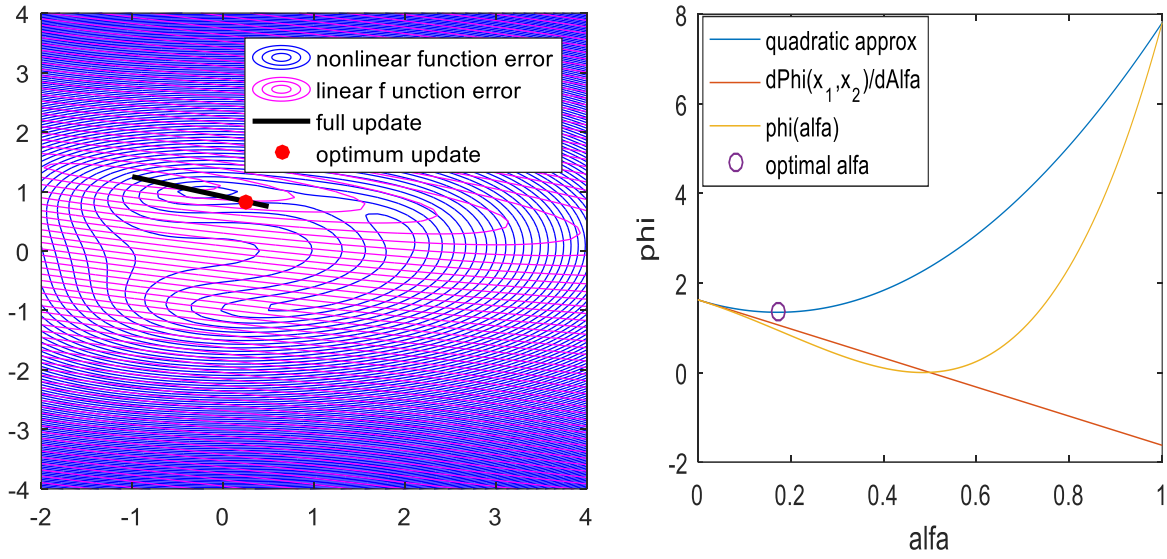 4
3
2
1
0
-1
-2
-3
-4
-2
-1
0
1
2
3
4
nonlinear function error
linear f unction error
full update
optimum update
8
6
4
2
0
-2
phi
0
0.2
0.4
0.6
0.8
1
alfa
quadratic approx
dPhi(x_1,x_2)/dAlfa
phi(alfa)
optimal alfa